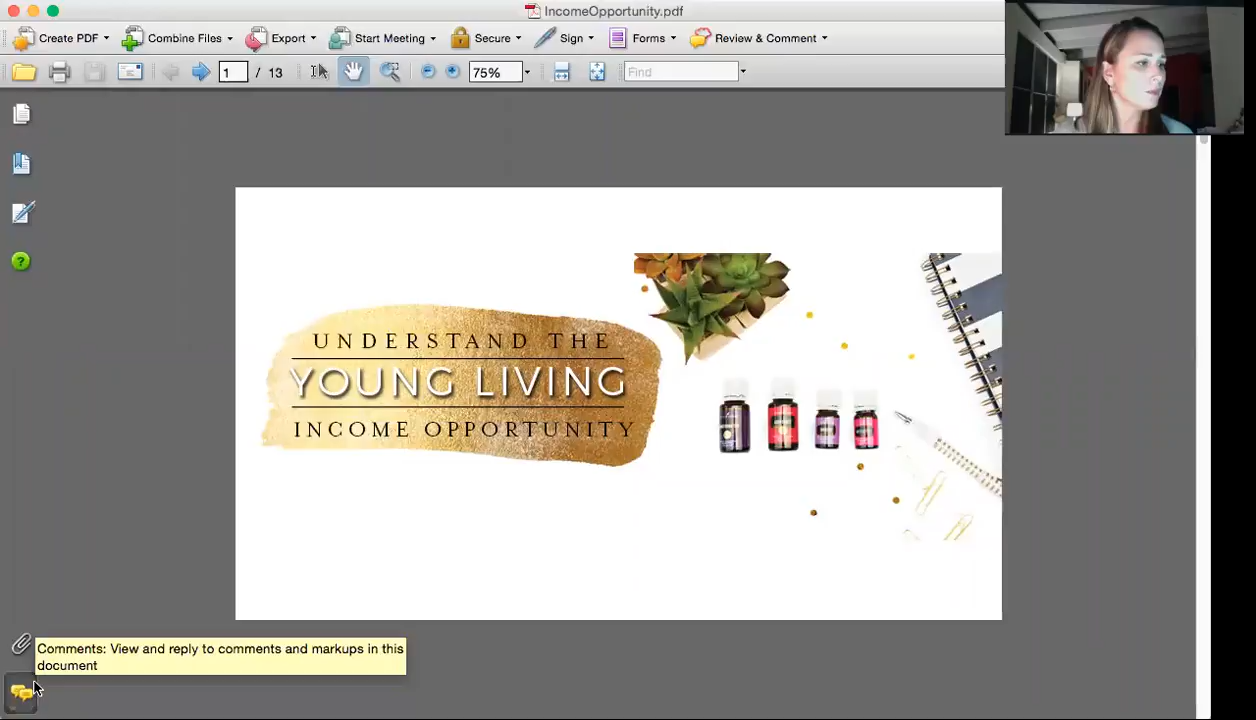 IncomeOpportunity.pdf
Create PDF Combine Files Export Start Meeting Secure Sign Forms Review & Comment
1 / 13 75% Find
UNDERSTAND THE
YOUNG LIVING
INCOME OPPORTUNITY
Comments: View and reply to comments and markups in this
document